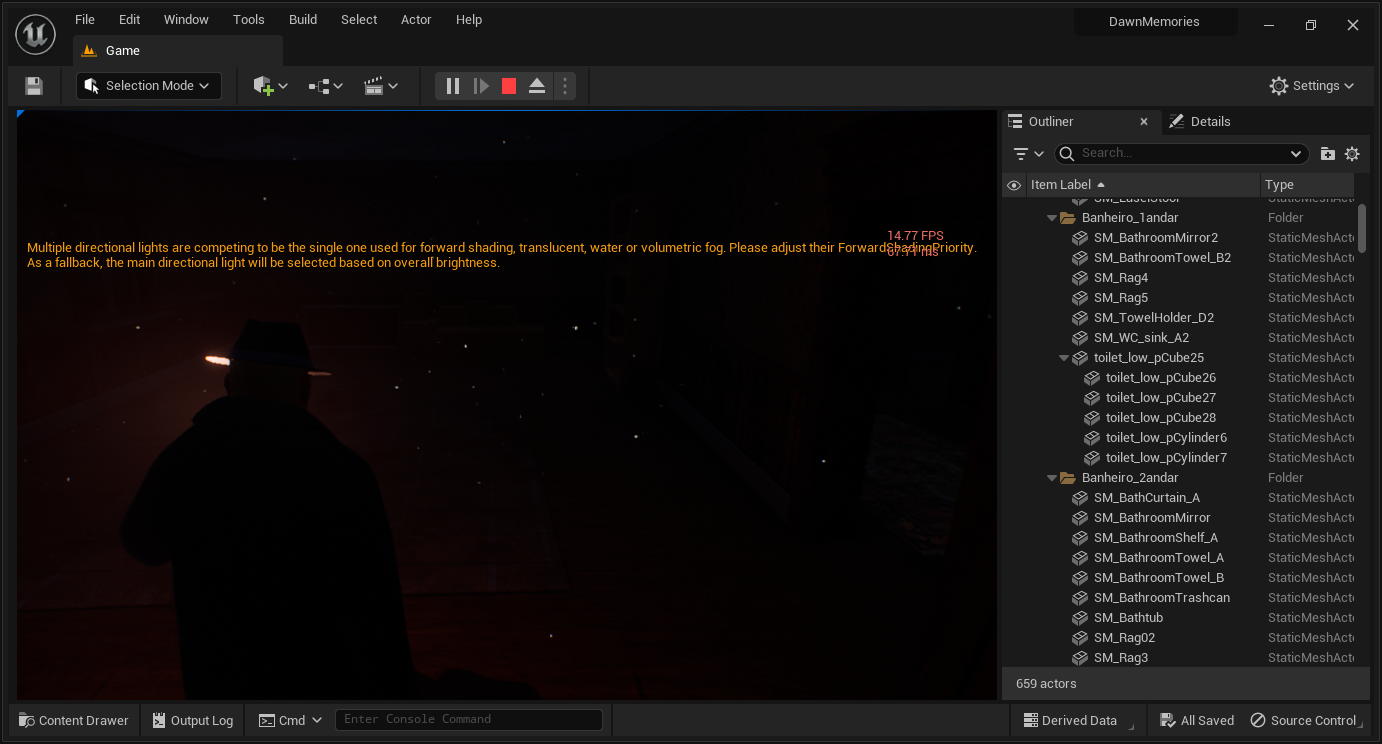 File Edit Window Tools Build Select Actor Help
DawnMemories
Game
Selection Mode
Settings
Outliner
Details
Search...
Item Label
Type
SM_EaselStool StaticMeshActo
Banheiro_1andar Folder
SM_BathroomMirror2 StaticMeshActo
SM_BathroomTowel_B2 StaticMeshActo
SM_Rag4 StaticMeshActo
SM_Rag5 StaticMeshActo
SM_TowelHolder_D2 StaticMeshActo
SM_WC_sink_A2 StaticMeshActo
toilet_low_pCube25 StaticMeshActo
toilet_low_pCube26 StaticMeshActo
toilet_low_pCube27 StaticMeshActo
toilet_low_pCube28 StaticMeshActo
toilet_low_pCylinder6 StaticMeshActo
toilet_low_pCylinder7 StaticMeshActo
Banheiro_2andar Folder
SM_BathCurtain_A StaticMeshActo
SM_BathroomMirror StaticMeshActo
SM_BathroomShelf_A StaticMeshActo
SM_BathroomTowel_A StaticMeshActo
SM_BathroomTowel_B StaticMeshActo
SM_BathroomTrashcan StaticMeshActo
SM_Bathtub StaticMeshActo
SM_Rag02 StaticMeshActo
SM_Rag3 StaticMeshActo
659 actors
14.77 FPS
67.71 ms
Multiple directional lights are competing to be the single one used for forward shading, translucent, water or volumetric fog. Please adjust their ForwardShadingPriority.
As a fallback, the main directional light will be selected based on overall brightness.
Content Drawer
Output Log
Cmd
Enter Console Command
Derived Data
All Saved
Source Control